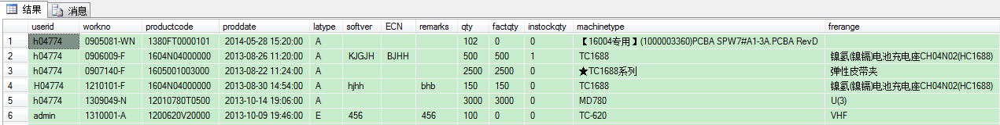 结果 消息
userid workno productcode proddate latype softver ECN remarks qty factqty instockqty machinetype frerange
1 h04774 0905081-WN 1380FT0000101 2014-05-28 15:20:00 A 102 0 0 【16004专用】(1000003360)PCBA SPW7#A1-3A.PCBA RevD
2 h04774 0906009-F 1604N04000000 2013-08-26 11:20:00 A KJGJH BJHH 500 500 1 TC1688 镍氢(镍镉)电池充电座CH04N02(HC1688)
3 h04774 0907140-F 1605001003000 2013-08-22 11:24:00 A 2500 2500 0 ★TC1688系列 弹性皮带夹
4 H04774 1210101-F 1604N04000000 2013-08-30 14:54:00 A hjhh bhb 150 150 0 TC1688 镍氢(镍镉)电池充电座CH04N02(HC1688)
5 h04774 1309049-N 12010780T0500 2013-10-14 19:06:00 A 3000 3000 0 MD780 U(3)
6 admin 1310001-A 1200620V20000 2013-10-09 19:46:00 E 456 456 100 0 0 TC-620 VHF